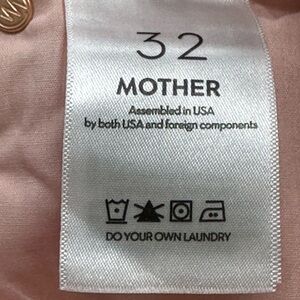 32
MOTHER
Assembled in USA
by both USA and foreign components
DO YOUR OWN LAUNDRY